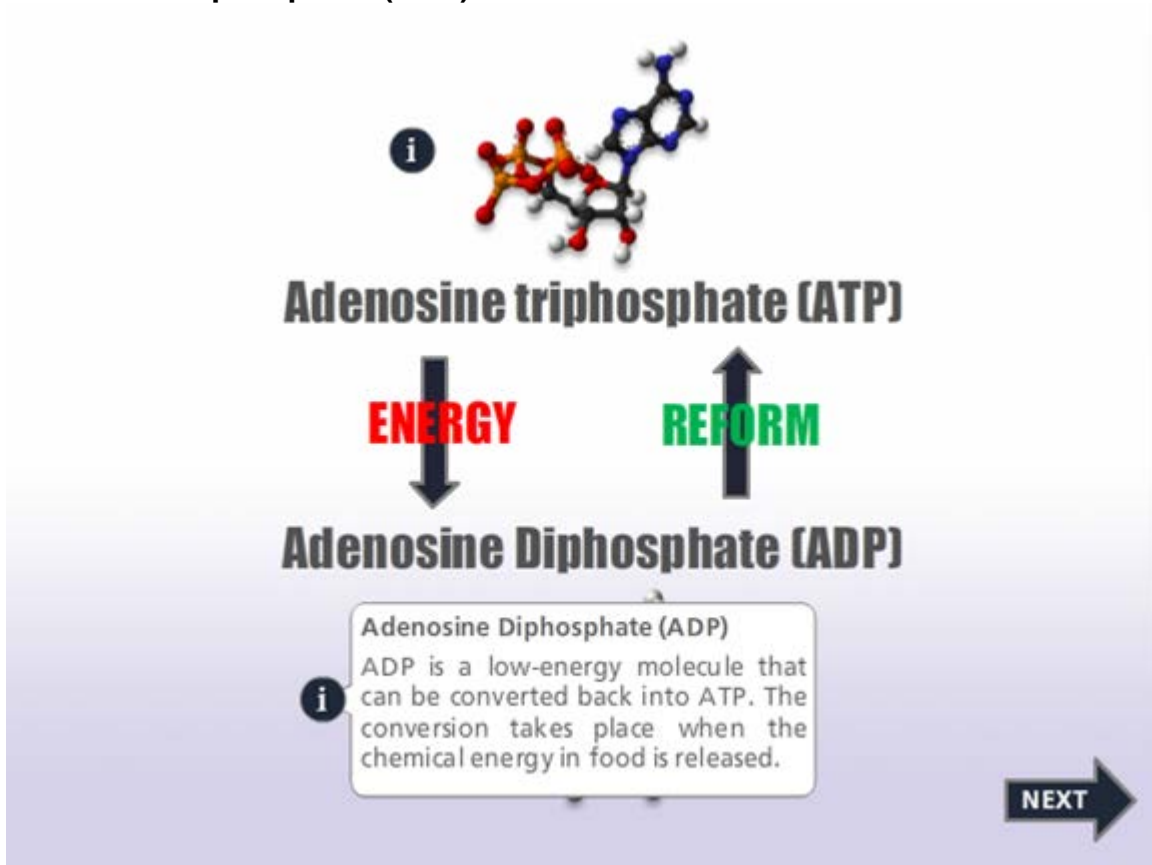 i
Adenosine triphosphate (ATP)
ENERGY REFORM
Adenosine Diphosphate (ADP)
Adenosine Diphosphate (ADP)
ADP is a low-energy molecule that
i can be converted back into ATP. The
conversion takes place when the
chemical energy in food is released.
NEXT